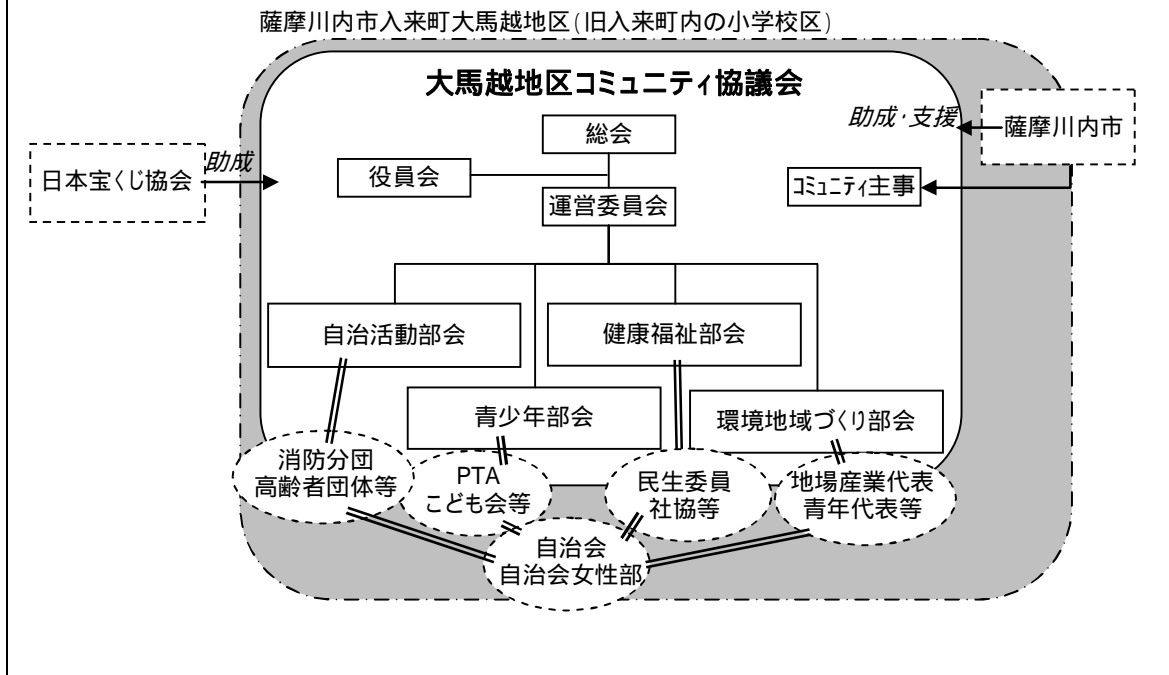 薩摩川内市入来町大馬越地区(旧入来町内の小学校区)
大馬越地区コミュニティ協議会
総会
助成・支援
薩摩川内市
日本宝くじ協会
助成
役員会
コミュニティ主事
運営委員会
自治活動部会
健康福祉部会
青少年部会
環境地域づくり部会
消防分団
高齢者団体等
PTA
こども会等
民生委員
社協等
地場産業代表
青年代表等
自治会
自治会女性部